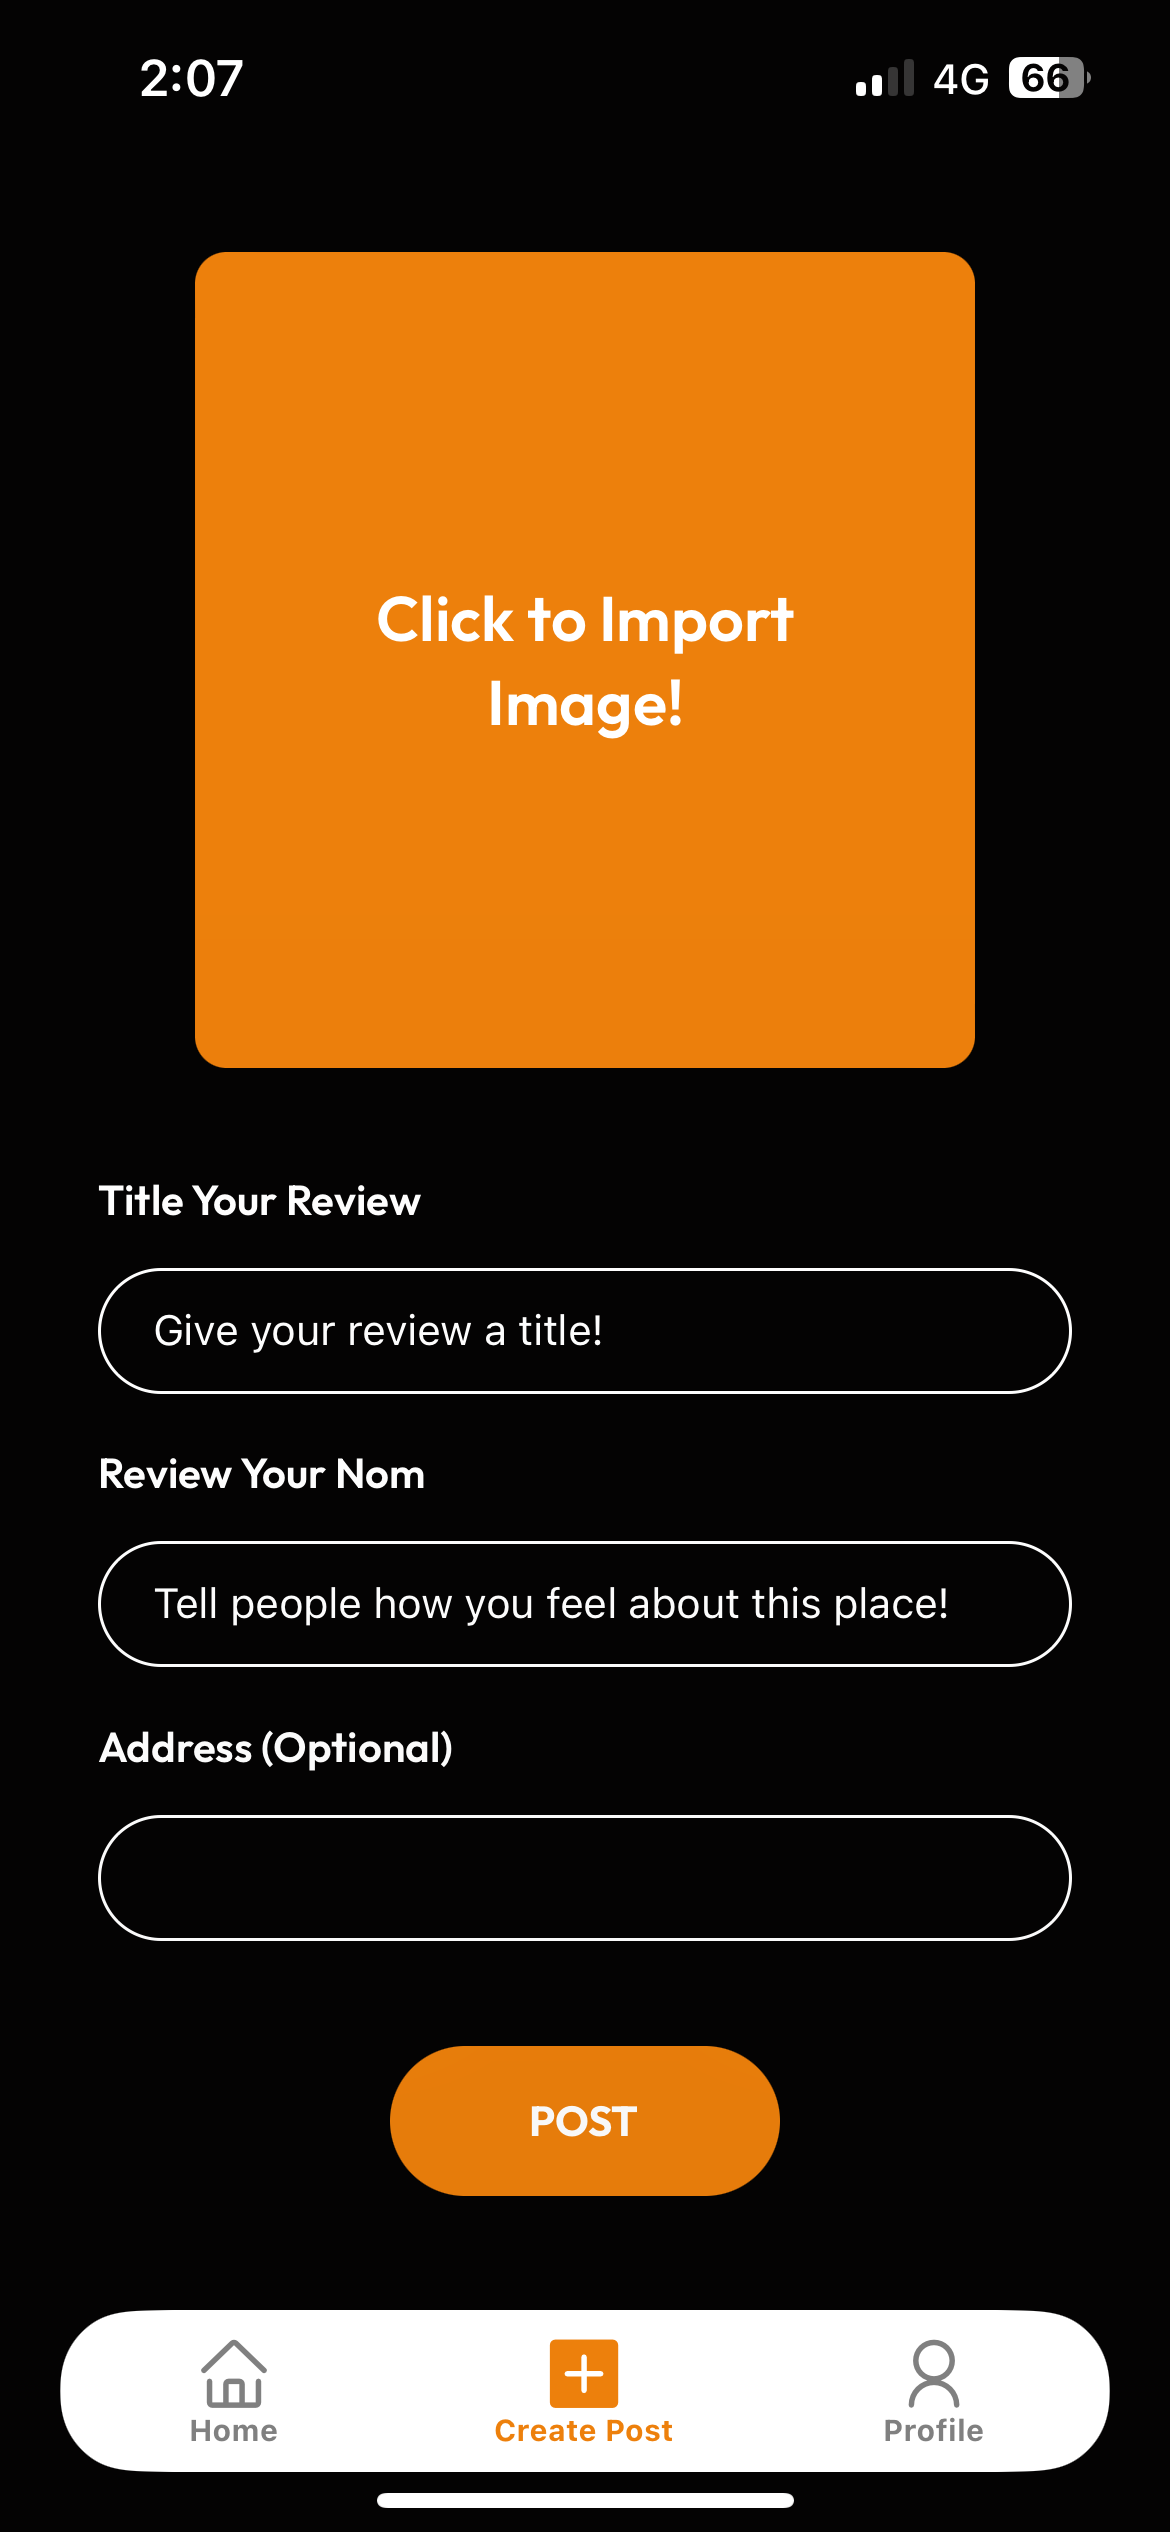 2:07
4G 66
Click to Import
Image!
Title Your Review
Give your review a title!
Review Your Nom
Tell people how you feel about this place!
Address (Optional)
POST
Home
Create Post
Profile